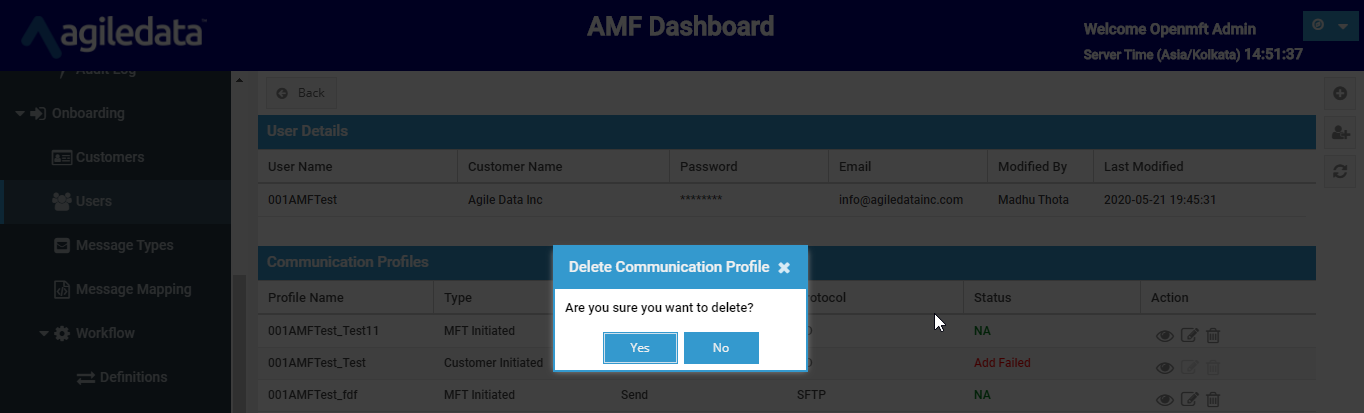 agiledata™
AMF Dashboard
Welcome Openmft Admin
Server Time (Asia/Kolkata) 14:51:37
Audit Log
Onboarding
Customers
Users
Message Types
Message Mapping
Workflow
Definitions
Back
User Details
User Name Customer Name Password Email Modified By Last Modified
001AMFTest Agile Data Inc ******** info@agiledatainc.com Madhu Thota 2020-05-21 19:45:31
Communication Profiles
Profile Name Type Status Action
001AMFTest_Test11 MFT Initiated NA
001AMFTest_Test Customer Initiated Add Failed
001AMFTest_fdf MFT Initiated Send SFTP NA
Delete Communication Profile
Are you sure you want to delete?
Yes No